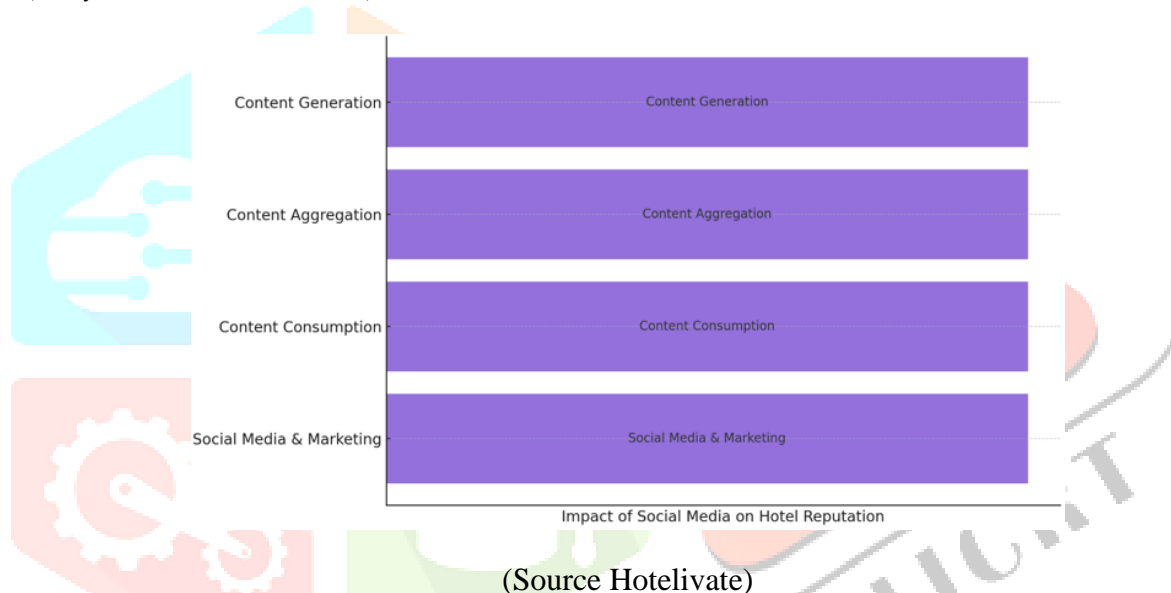 Content Generation
Content Generation
Content Aggregation
Content Aggregation
Content Consumption
Content Consumption
Social Media & Marketing
Social Media & Marketing
Impact of Social Media on Hotel Reputation
(Source Hotelivate)